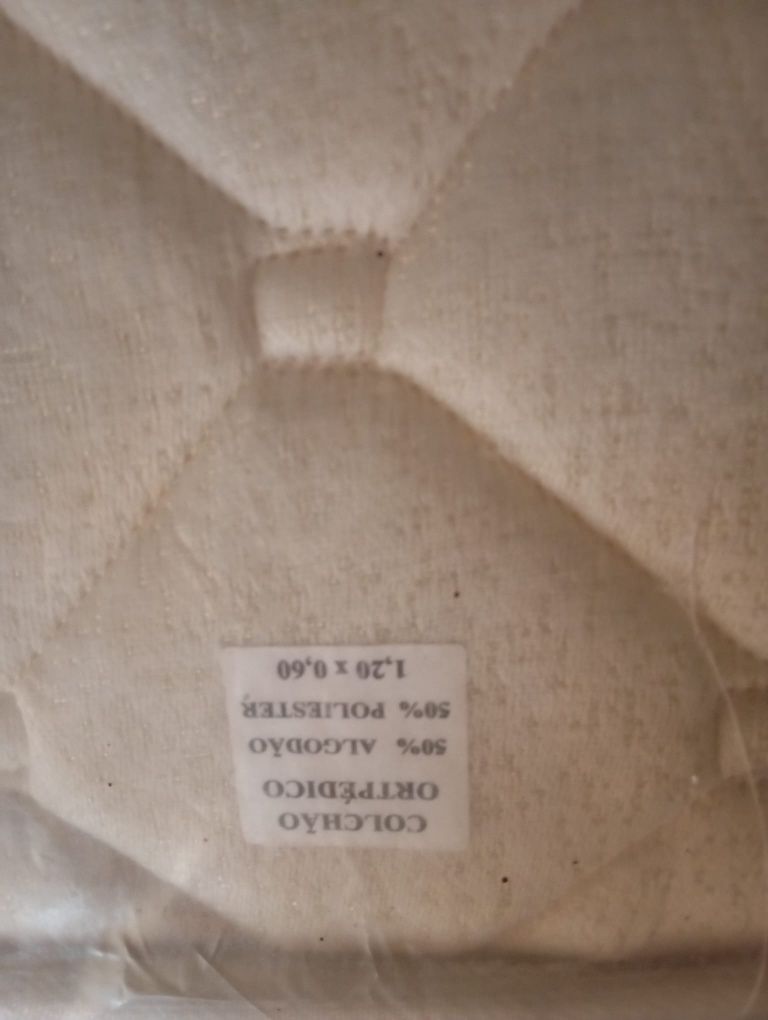 COLCHÃO
ORTPÉDICO
50% ALGODÃO
50% POLIESTER
1,20 x 0,60